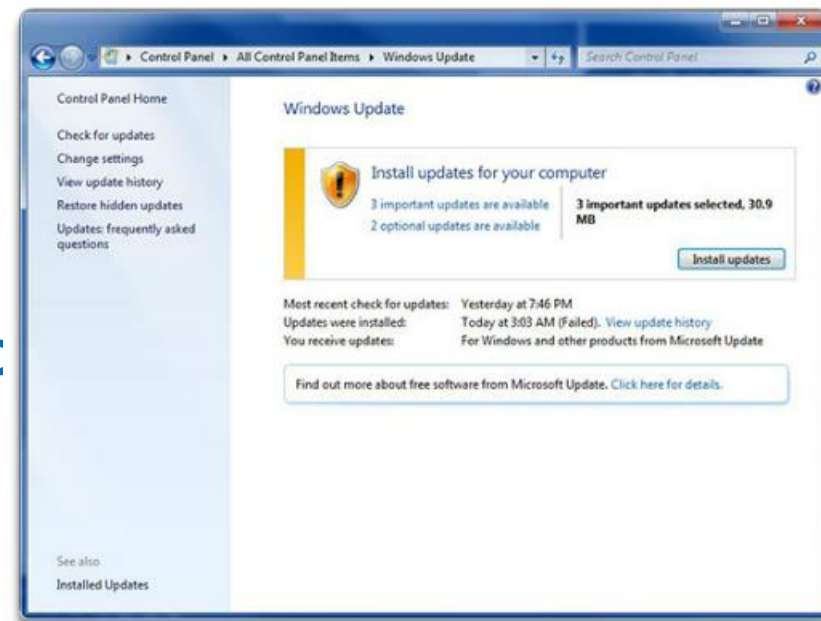 Control Panel ▸ All Control Panel Items ▸ Windows Update
Search Control Panel
Control Panel Home
Check for updates
Change settings
View update history
Restore hidden updates
Updates: frequently asked
questions
See also
Installed Updates
Windows Update
Install updates for your computer
3 important updates are available
2 optional updates are available
3 important updates selected, 30.9
MB
Install updates
Most recent check for updates: Yesterday at 7:46 PM
Updates were installed: Today at 3:03 AM (Failed). View update history
You receive updates: For Windows and other products from Microsoft Update
Find out more about free software from Microsoft Update. Click here for details.